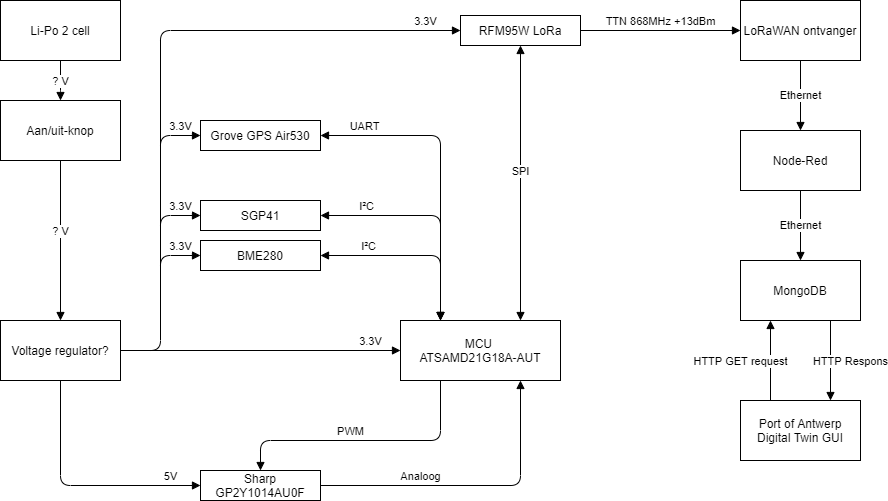 Li-Po 2 cell
3.3V
RFM95W LoRa
TTN 868MHz +13dBm
LoRaWAN ontvanger
? V
Ethernet
Aan/uit-knop
3.3V
Grove GPS Air530
UART
Node-Red
SPI
3.3V
SGP41
I²C
Ethernet
? V
3.3V
BME280
I²C
MongoDB
Voltage regulator?
3.3V
MCU
ATSAMD21G18A-AUT
HTTP GET request
HTTP Respons
PWM
Port of Antwerp
Digital Twin GUI
5V
Sharp
GP2Y1014AU0F
Analoog